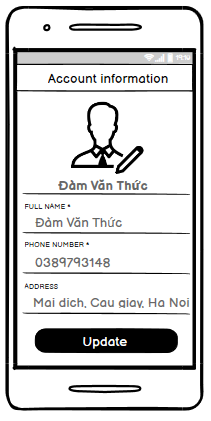 Account information
Đàm Văn Thức
FULL NAME *
Đàm Văn Thức
PHONE NUMBER *
0389793148
ADDRESS
Mai dich, Cau giay, Ha Noi
Update